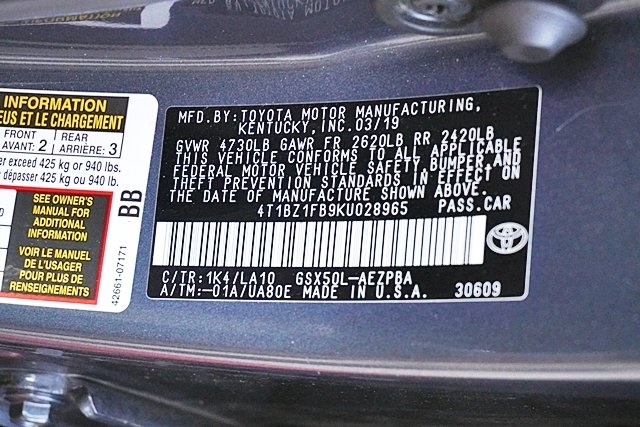 INFORMATION
EUS ET LE CHARGEMENT
FRONT
AVANT: 2
REAR
ARRIÈRE: 3
er exceed 425 kg or 940 lbs.
dépasser 425 kg ou 940 lb.
SEE OWNER'S
MANUAL FOR
ADDITIONAL
INFORMATION
VOIR LE MANUEL
DE L'USAGER
POUR PLUS DE
RENSEIGNEMENTS
BB
42661-07171
MFD. BY: TOYOTA MOTOR MANUFACTURING,
KENTUCKY, INC. 03/19
GVWR 4730LB GAWR FR 2620LB RR 2420LB
THIS VEHICLE CONFORMS TO ALL APPLICABLE
FEDERAL MOTOR VEHICLE SAFETY, BUMPER, AND
THEFT PREVENTION STANDARDS IN EFFECT ON
THE DATE OF MANUFACTURE SHOWN ABOVE.
4T1BZ1FB9KU028965 PASS.CAR
C/TR: 1K4/LA10 GSX50L-AEZPBA
A/TM: -01A/UA80E MADE IN U.S.A. 30609